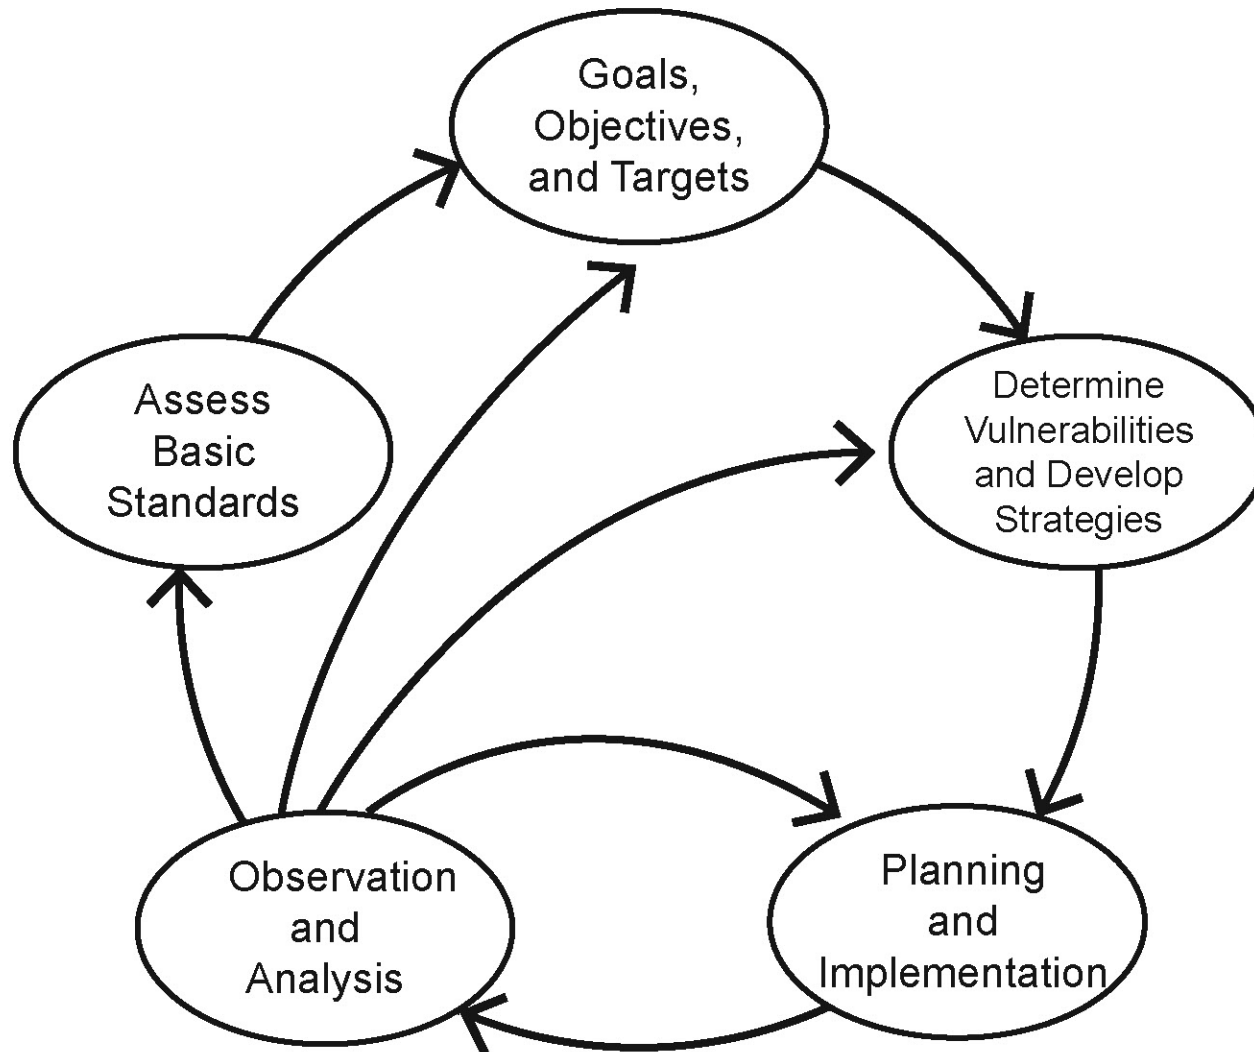 Goals,
Objectives,
and Targets
Assess
Basic
Standards
Determine
Vulnerabilities
and Develop
Strategies
Observation
and
Analysis
Planning
and
Implementation